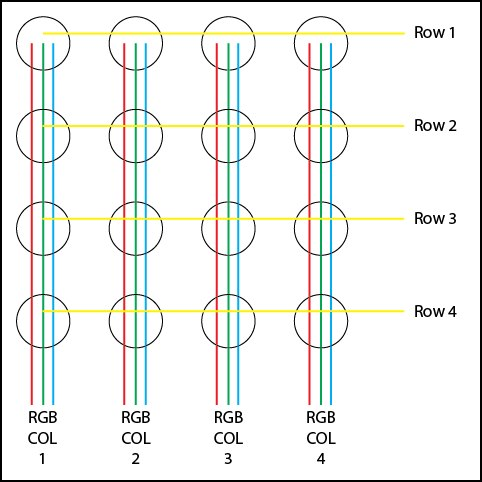 Row 1
Row 2
Row 3
Row 4
RGB RGB RGB RGB
COL COL COL COL
1 2 3 4